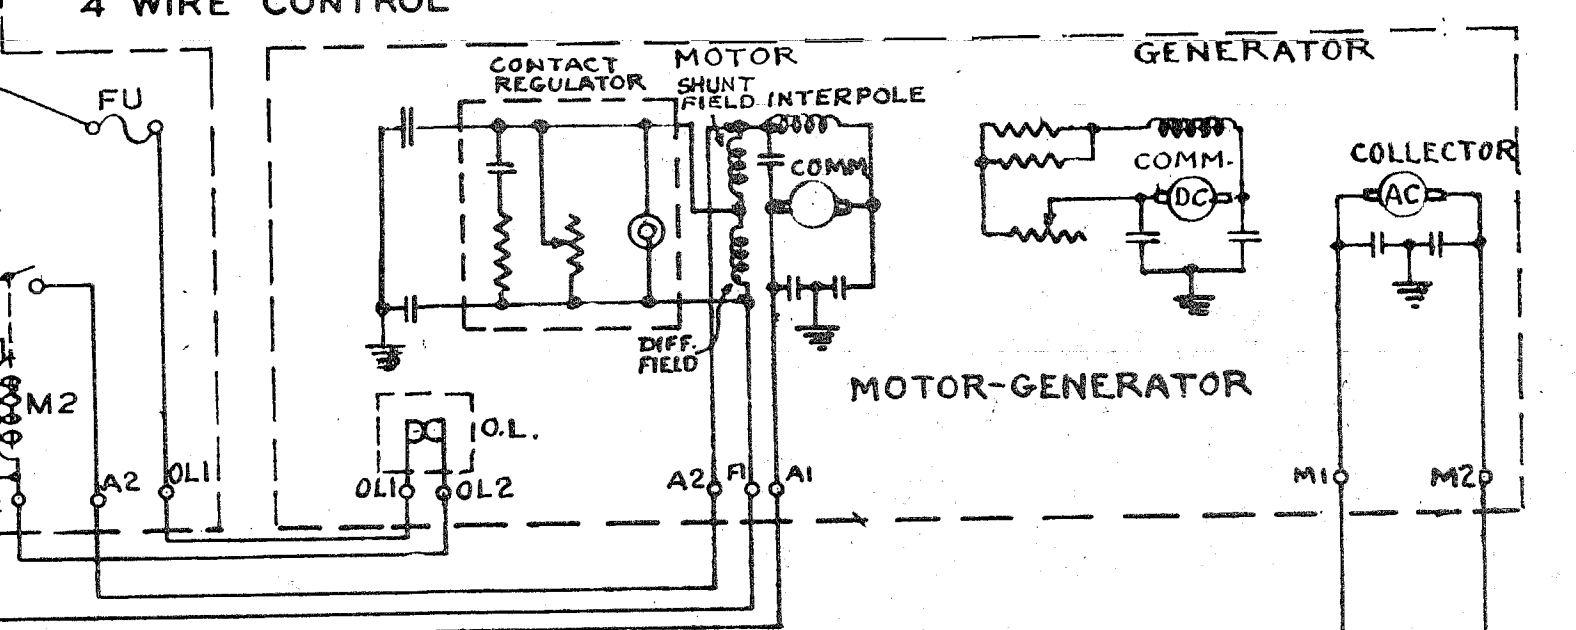 4 WIRE CONTROL
MOTOR
GENERATOR
CONTACT
REGULATOR
SHUNT
FIELD
INTERPOLE
FU
COMM.
COMM-
COLLECTOR
DC
AC
DIFF.
FIELD
MOTOR-GENERATOR
M2
O.L.
A2
OL1
OL1
OL2
A2
F1
A1
M1
M2